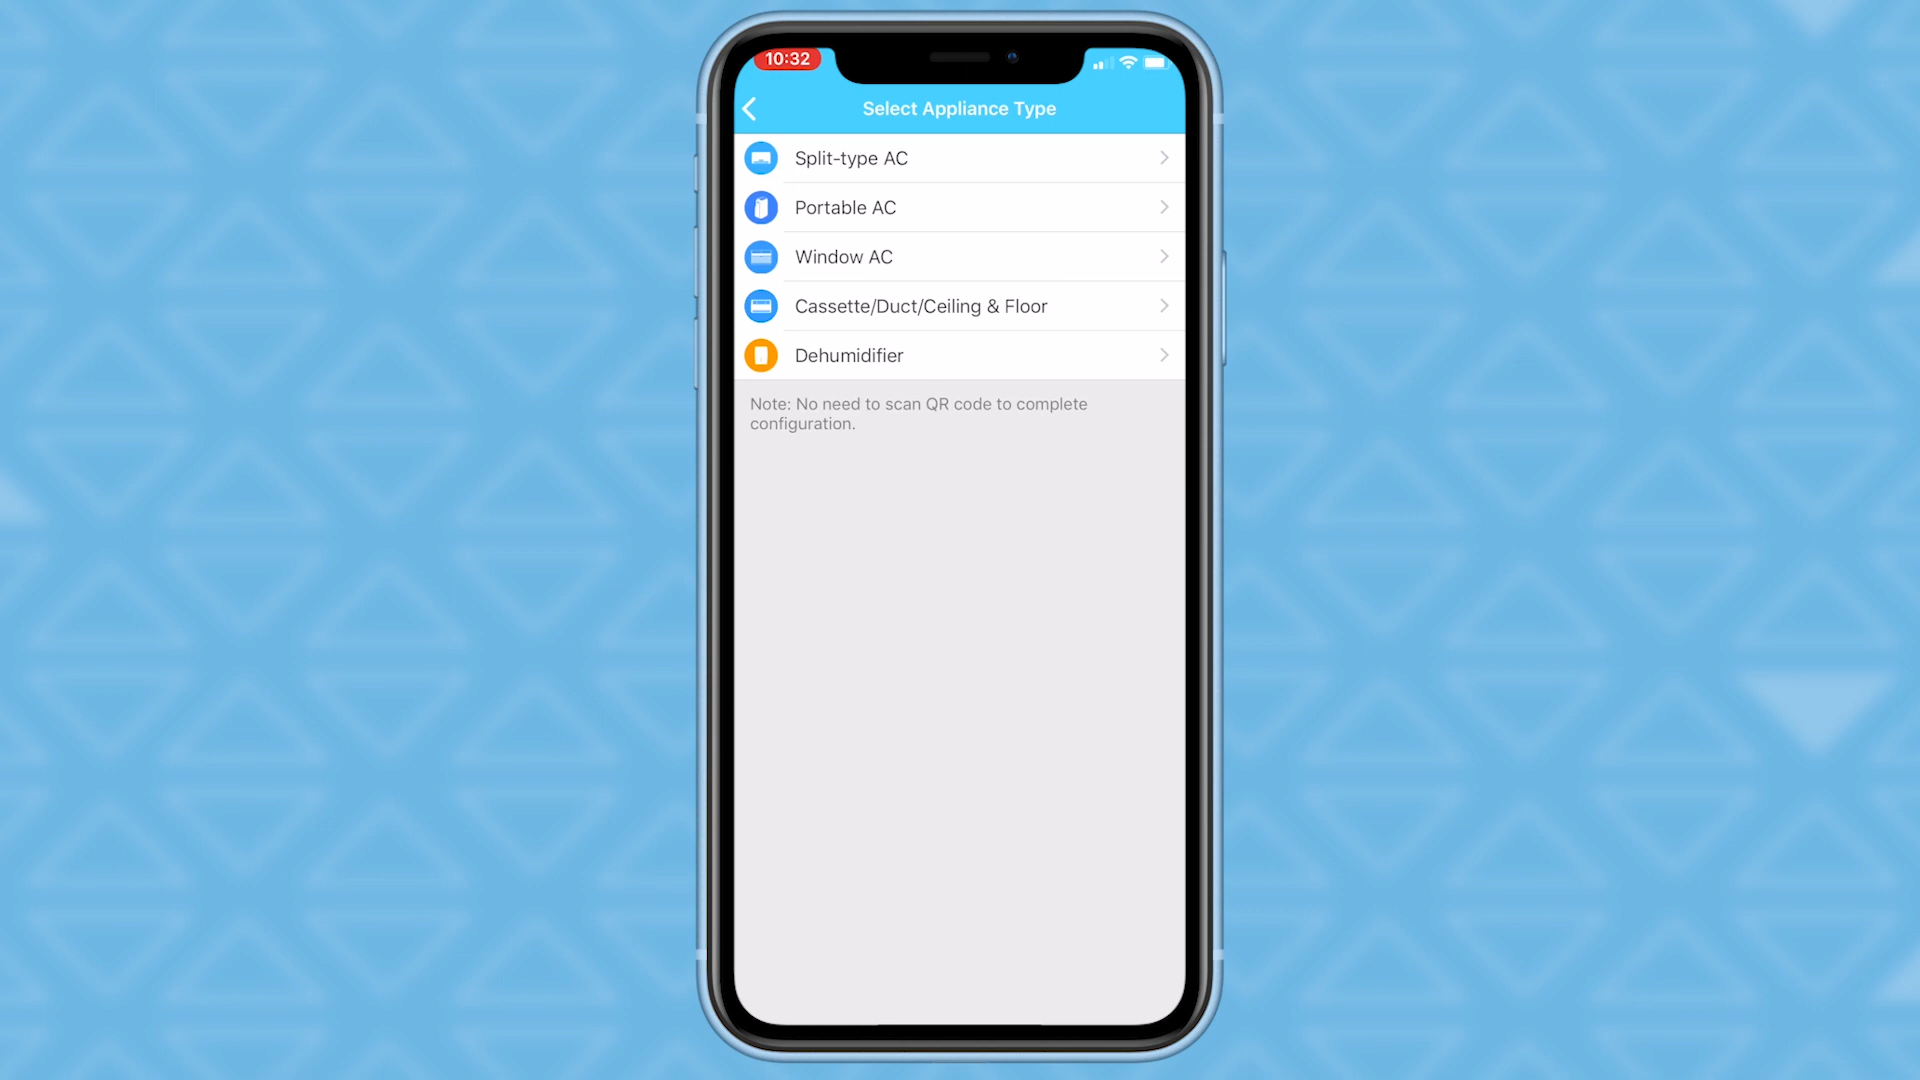 10:32
Select Appliance Type
Split-type AC
Portable AC
Window AC
Cassette/Duct/Ceiling & Floor
Dehumidifier
Note: No need to scan QR code to complete
configuration.